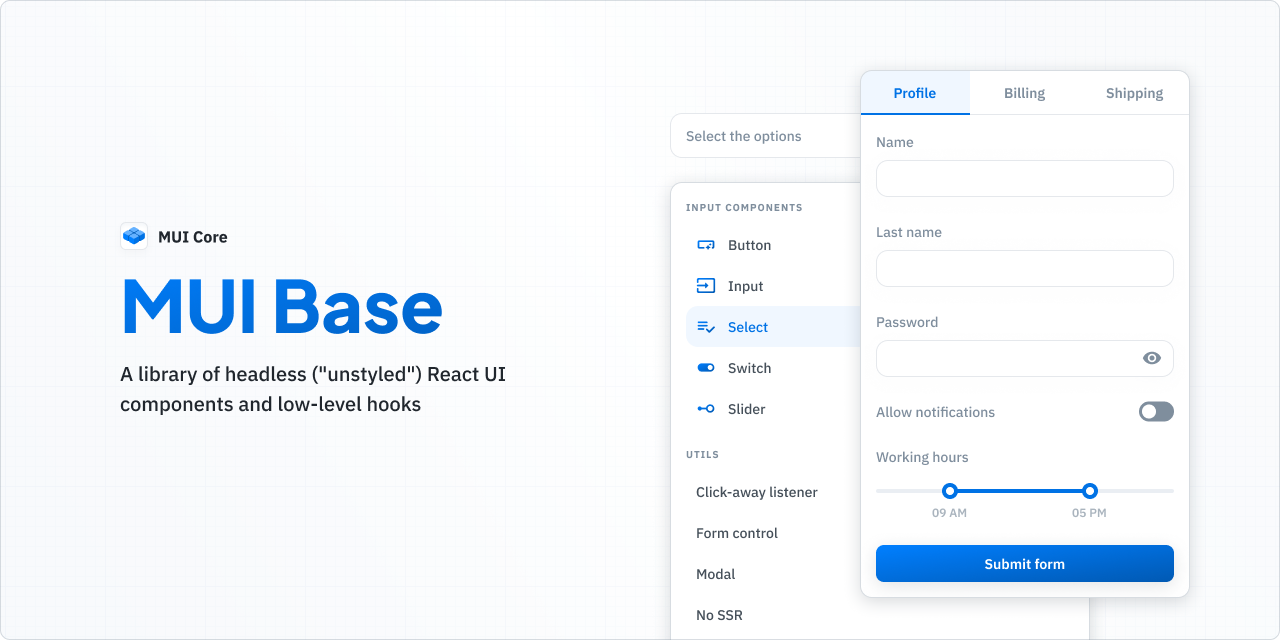 MUI Core
MUI Base
A library of headless ("unstyled") React UI
components and low-level hooks
Select the options
INPUT COMPONENTS
Button
Input
Select
Switch
Slider
UTILS
Click-away listener
Form control
Modal
No SSR
Profile Billing Shipping
Name
Last name
Password
Allow notifications
Working hours
09 AM 05 PM
Submit form